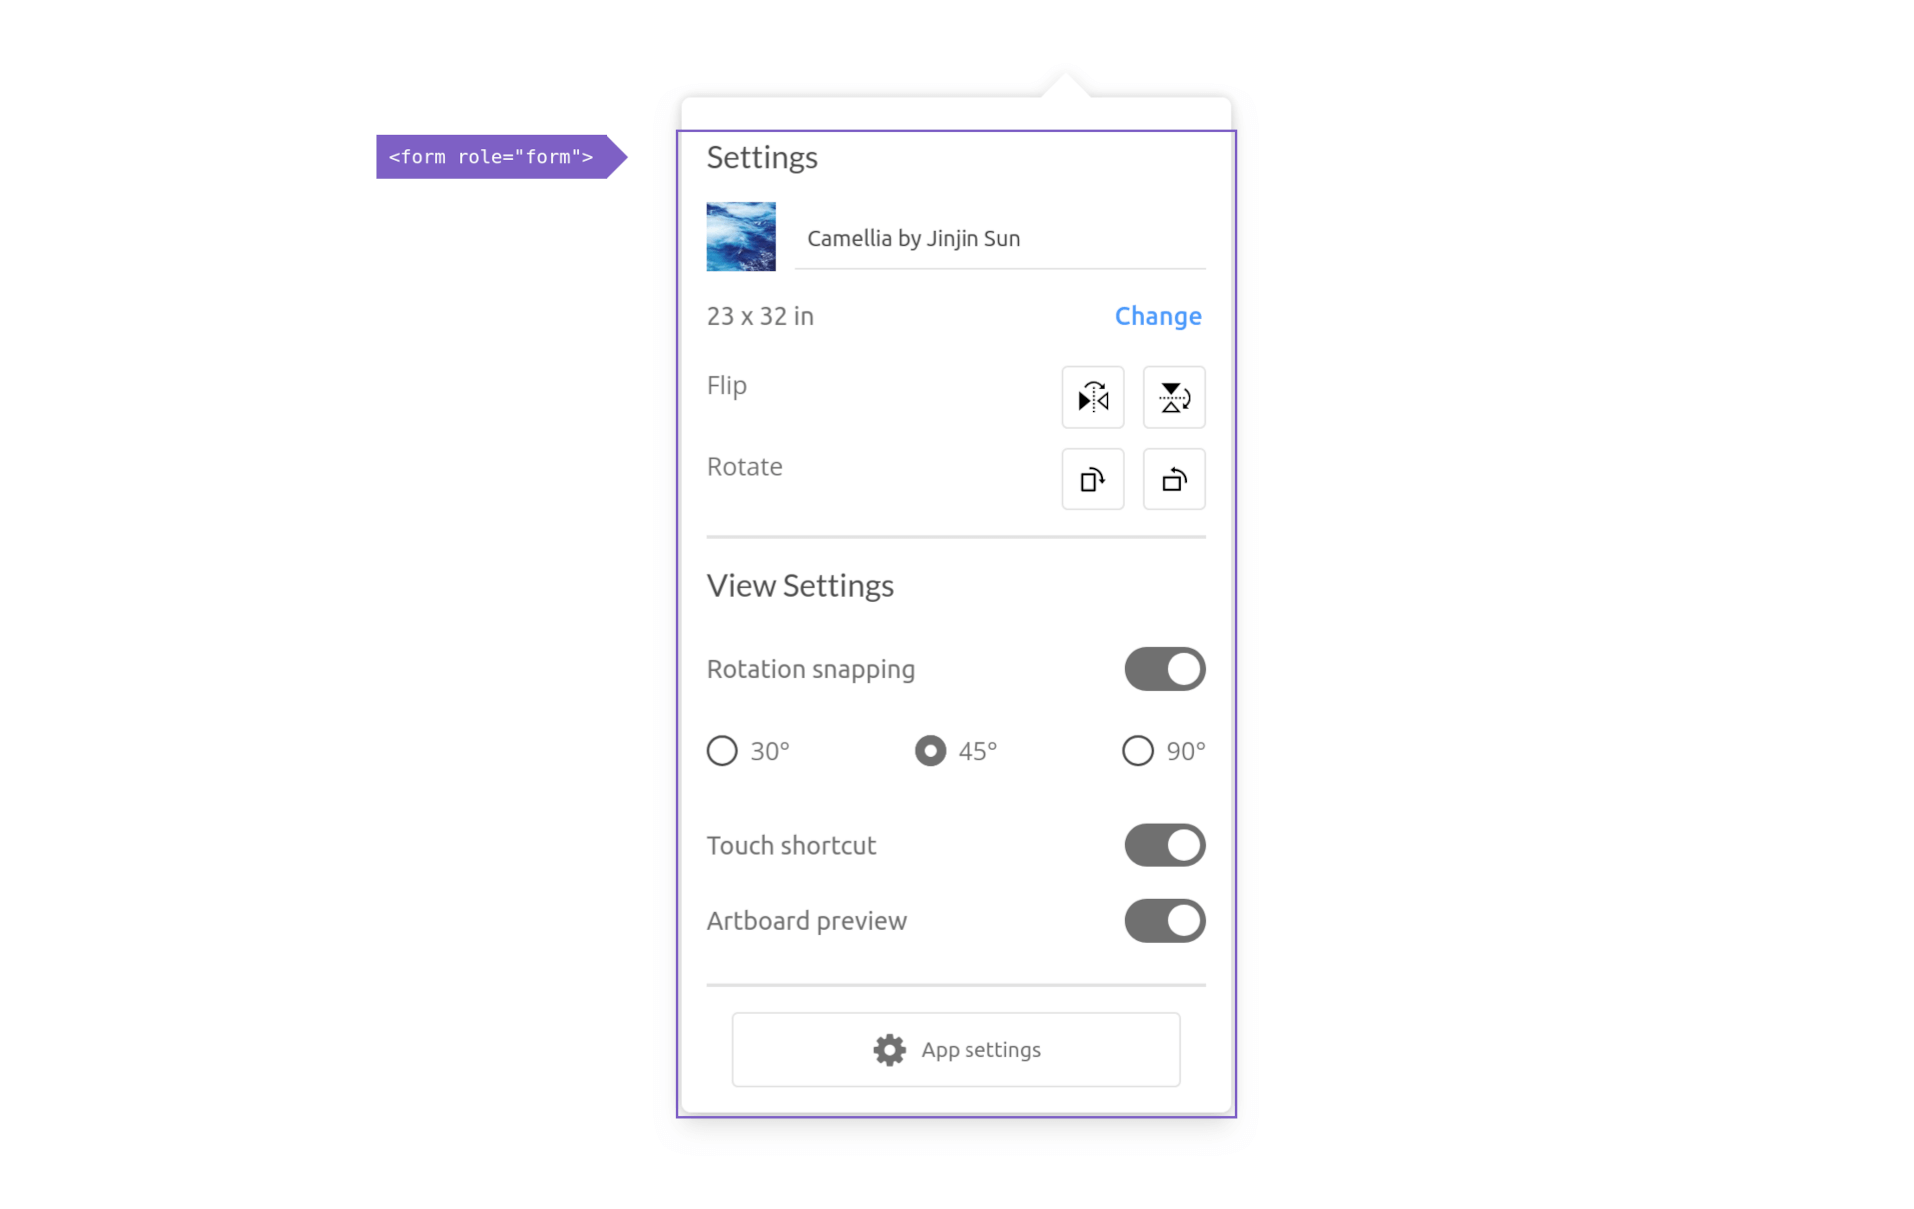 <form role="form">
Settings
Camellia by Jinjin Sun
23 x 32 in
Change
Flip
Rotate
View Settings
Rotation snapping
30°
45°
90°
Touch shortcut
Artboard preview
App settings